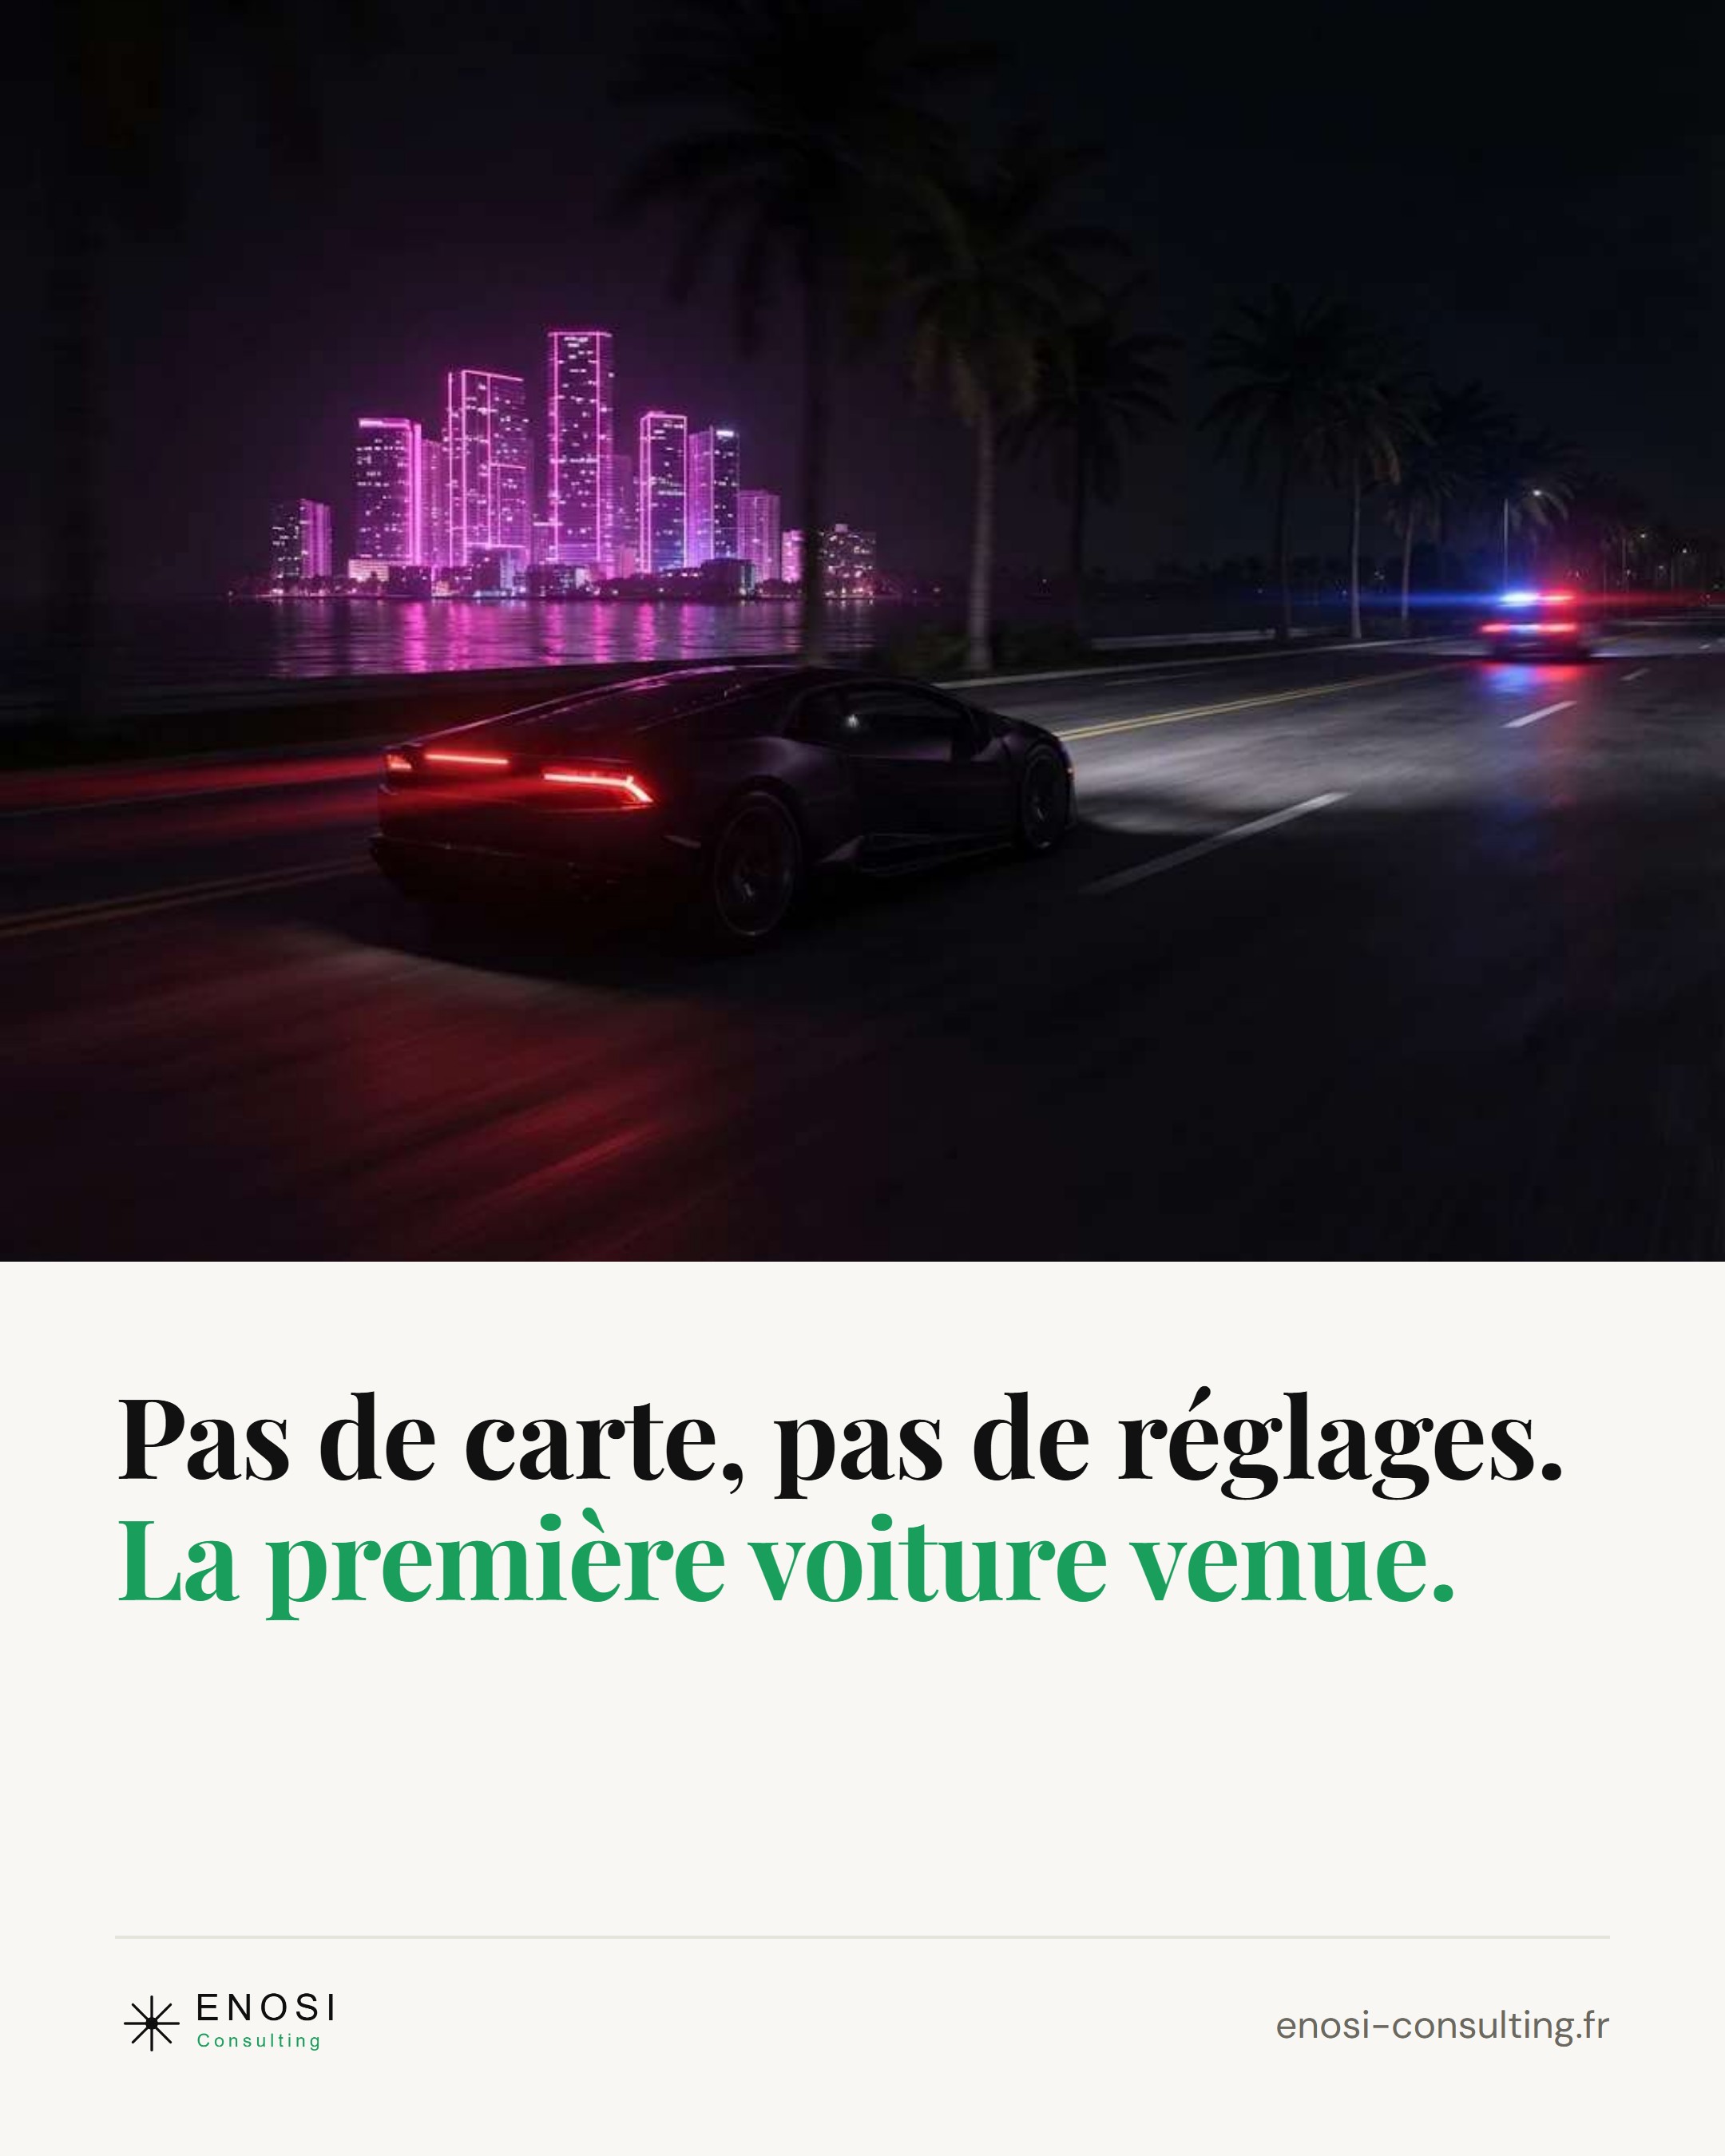 Pas de carte, pas de réglages.
La première voiture venue.
ENOSI
Consulting
enosi-consulting.fr